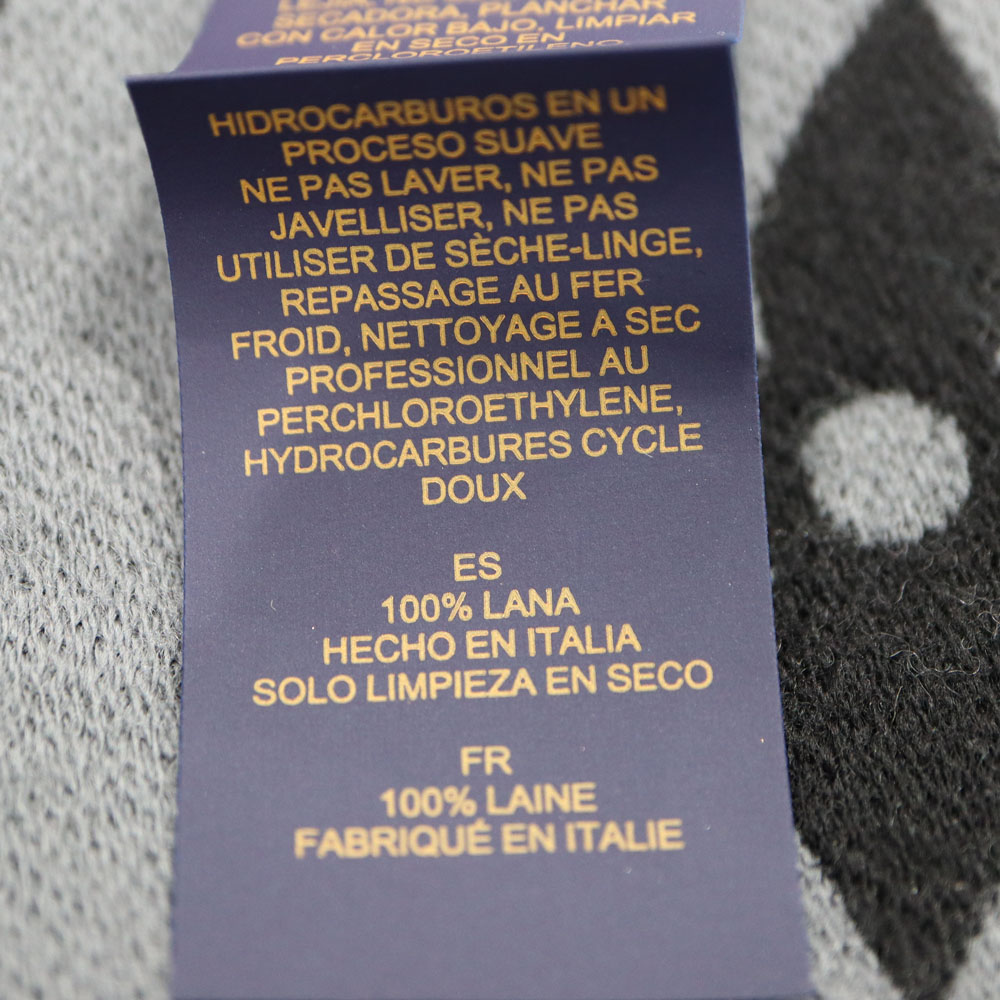 SECADORA, PLANCHAR
CON CALOR BAJO, LIMPIAR
EN SECO EN
PERCLOROETILENO,
HIDROCARBUROS EN UN
PROCESO SUAVE
NE PAS LAVER, NE PAS
JAVELLISER, NE PAS
UTILISER DE SÈCHE-LINGE,
REPASSAGE AU FER
FROID, NETTOYAGE A SEC
PROFESSIONNEL AU
PERCHLOROETHYLENE,
HYDROCARBURES CYCLE
DOUX
ES
100% LANA
HECHO EN ITALIA
SOLO LIMPIEZA EN SECO
FR
100% LAINE
FABRIQUÉ EN ITALIE